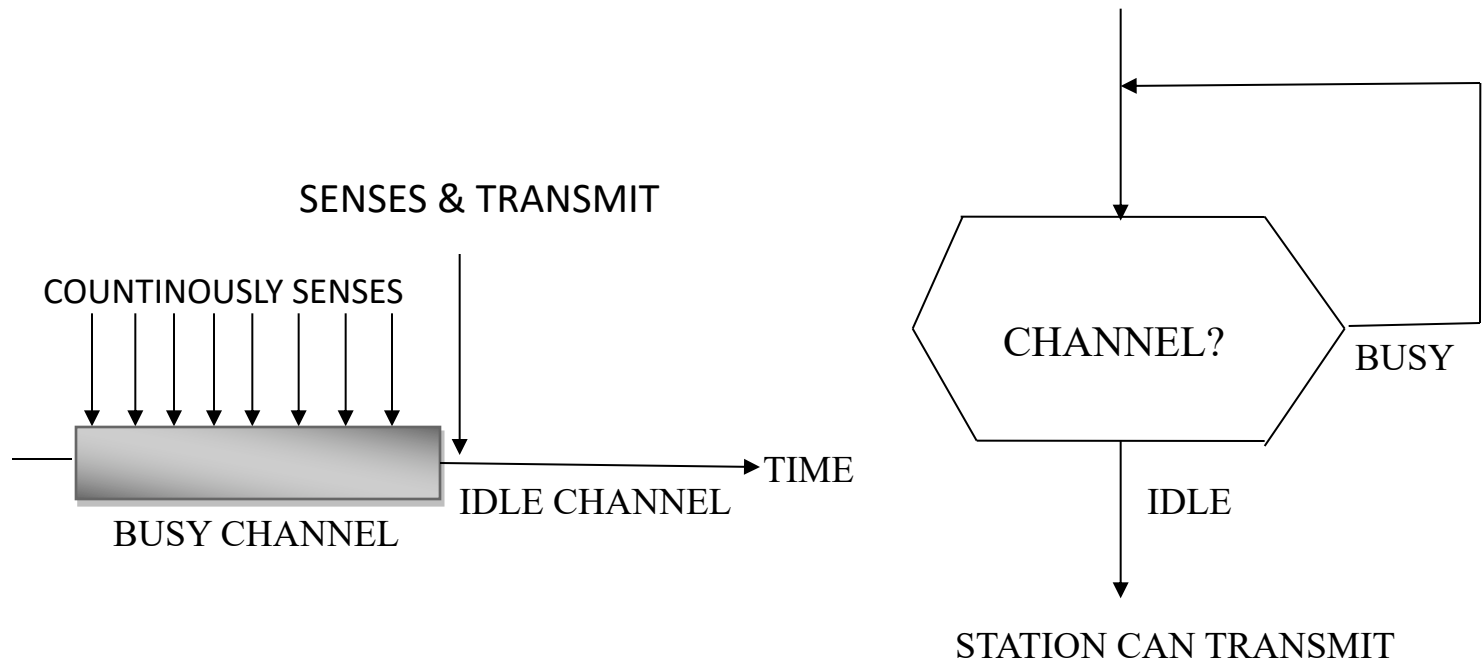 SENSES & TRANSMIT
COUNTINOUSLY SENSES
TIME
IDLE CHANNEL
BUSY CHANNEL
CHANNEL?
BUSY
IDLE
STATION CAN TRANSMIT